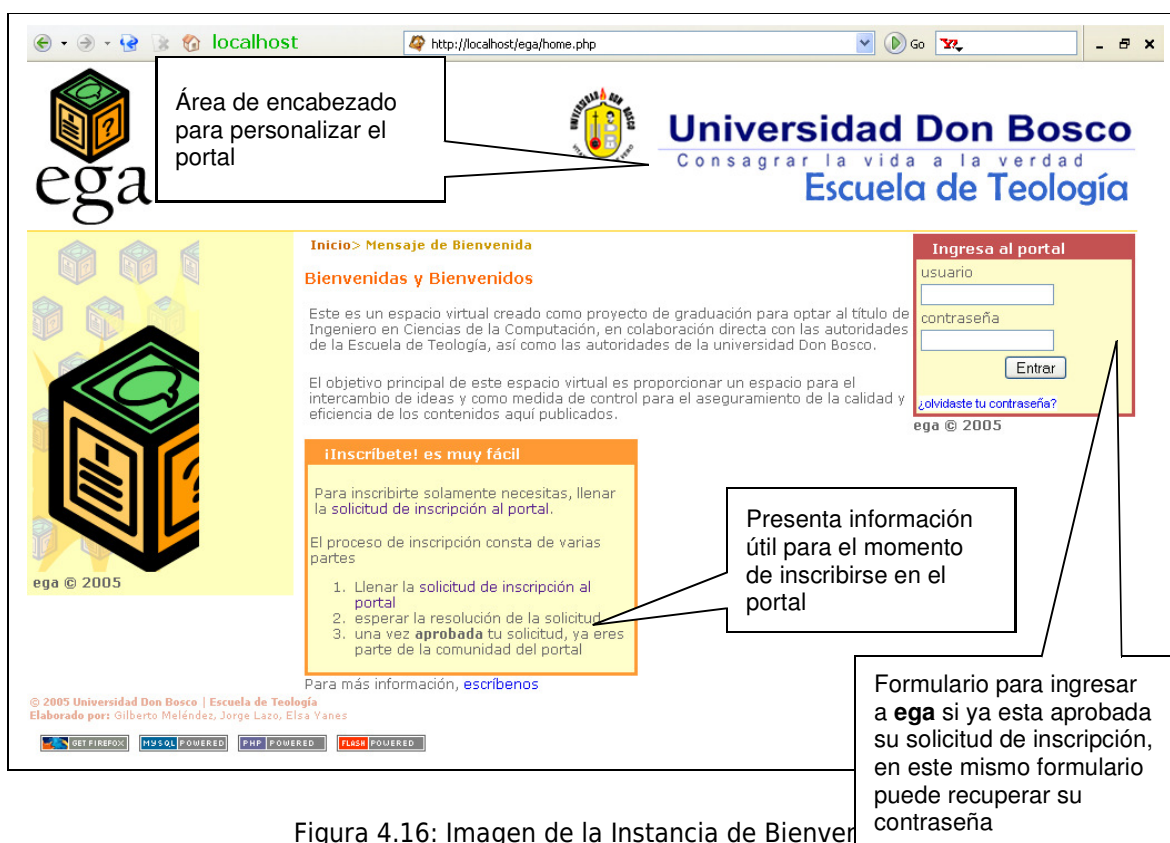 localhost
http://localhost/ega/home.php
Go
ega
Área de encabezado
para personalizar el
portal
Universidad Don Bosco
Consagrar la vida a la verdad
Escuela de Teología
Inicio> Mensaje de Bienvenida
Bienvenidas y Bienvenidos
Este es un espacio virtual creado como proyecto de graduación para optar al título de
Ingeniero en Ciencias de la Computación, en colaboración directa con las autoridades
de la Escuela de Teología, así como las autoridades de la universidad Don Bosco.
El objetivo principal de este espacio virtual es proporcionar un espacio para el
intercambio de ideas y como medida de control para el aseguramiento de la calidad y
eficiencia de los contenidos aquí publicados.
Ingresa al portal
usuario
contraseña
Entrar
¿olvidaste tu contraseña?
ega © 2005
ega © 2005
¡Inscríbete! es muy fácil
Para inscribirte solamente necesitas, llenar
la solicitud de inscripción al portal.
El proceso de inscripción consta de varias
partes
1. Llenar la solicitud de inscripción al
portal
2. esperar la resolución de la solicitud
3. una vez aprobada tu solicitud, ya eres
parte de la comunidad del portal
Para más información, escríbenos
Presenta información
útil para el momento
de inscribirse en el
portal
Formulario para ingresar
a ega si ya esta aprobada
su solicitud de inscripción,
en este mismo formulario
puede recuperar su
contraseña
© 2005 Universidad Don Bosco | Escuela de Teología
Elaborado por: Gilberto Meléndez, Jorge Lazo, Elsa Yanes
GET FIREFOX MYSQL POWERED PHP POWERED FLASH POWERED
Figura 4.16: Imagen de la Instancia de